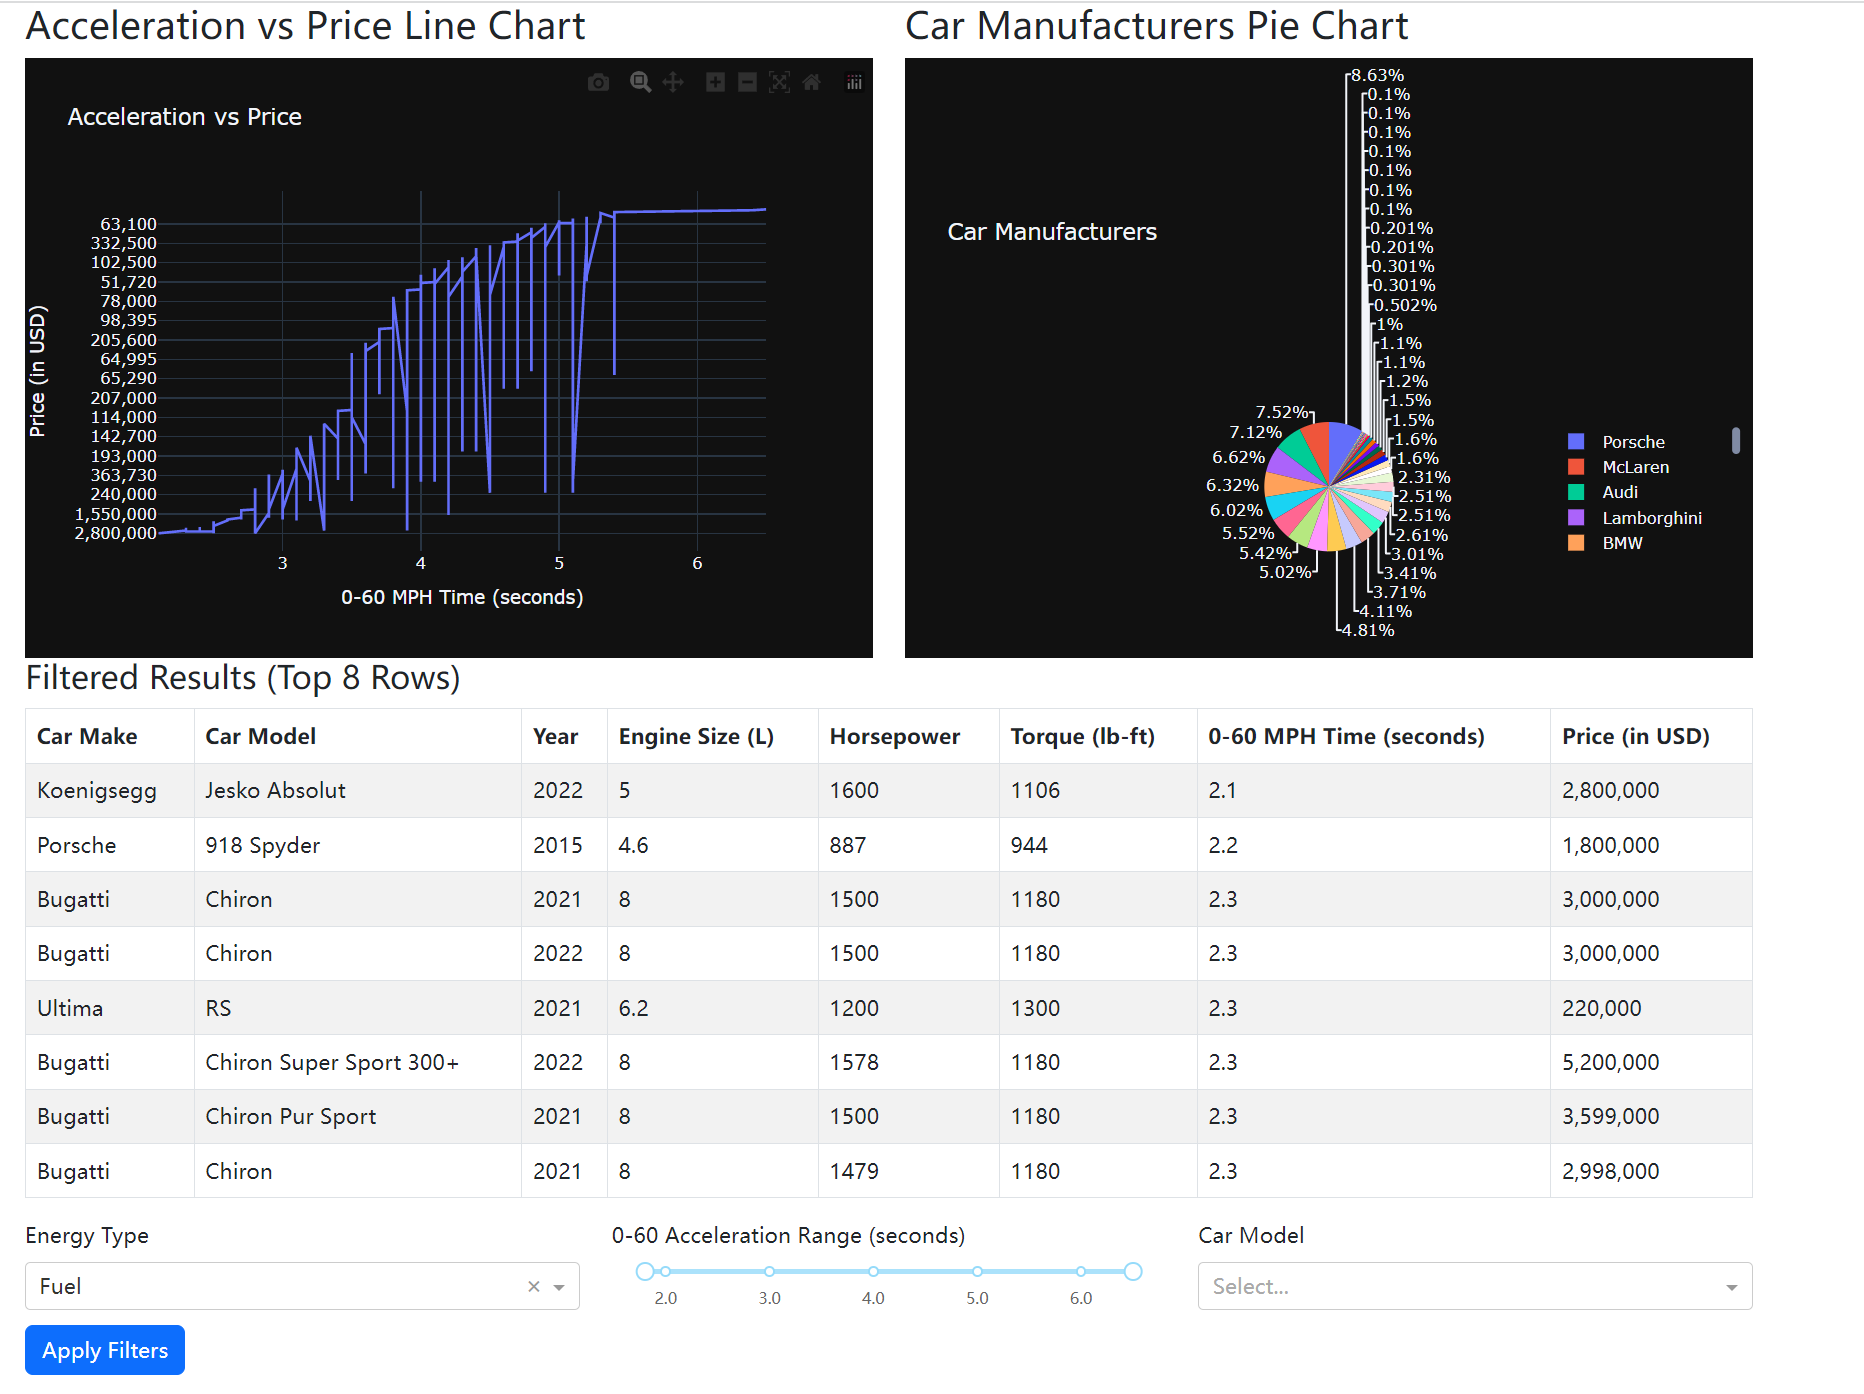 Acceleration vs Price Line Chart
Acceleration vs Price
Price (in USD)
63,100
332,500
102,500
51,720
78,000
98,395
205,600
64,995
65,290
207,000
114,000
142,700
193,000
363,730
240,000
1,550,000
2,800,000
3 4 5 6
0-60 MPH Time (seconds)
Car Manufacturers Pie Chart
Car Manufacturers
8.63%
0.1%
0.1%
0.1%
0.1%
0.1%
0.1%
0.1%
0.201%
0.201%
0.301%
0.301%
0.502%
1%
1.1%
1.1%
1.2%
1.5%
1.5%
1.6%
1.6%
2.31%
2.51%
2.51%
2.61%
3.01%
3.41%
3.71%
4.11%
4.81%
5.02%
5.42%
5.52%
6.02%
6.32%
6.62%
7.12%
7.52%
Porsche
McLaren
Audi
Lamborghini
BMW
Filtered Results (Top 8 Rows)
Car Make Car Model Year Engine Size (L) Horsepower Torque (lb-ft) 0-60 MPH Time (seconds) Price (in USD)
Koenigsegg Jesko Absolut 2022 5 1600 1106 2.1 2,800,000
Porsche 918 Spyder 2015 4.6 887 944 2.2 1,800,000
Bugatti Chiron 2021 8 1500 1180 2.3 3,000,000
Bugatti Chiron 2022 8 1500 1180 2.3 3,000,000
Ultima RS 2021 6.2 1200 1300 2.3 220,000
Bugatti Chiron Super Sport 300+ 2022 8 1578 1180 2.3 5,200,000
Bugatti Chiron Pur Sport 2021 8 1500 1180 2.3 3,599,000
Bugatti Chiron 2021 8 1479 1180 2.3 2,998,000
Energy Type
Fuel ×
0-60 Acceleration Range (seconds)
2.0 3.0 4.0 5.0 6.0
Car Model
Select...
Apply Filters